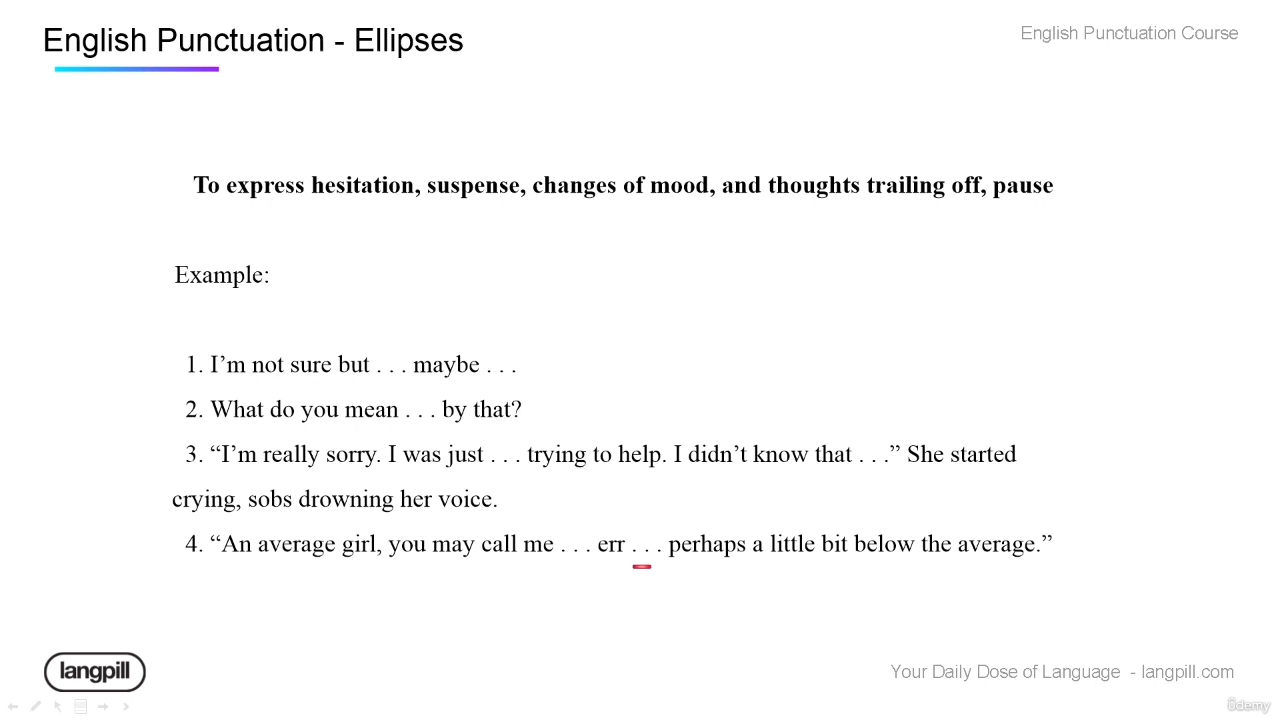 English Punctuation - Ellipses
English Punctuation Course
To express hesitation, suspense, changes of mood, and thoughts trailing off, pause
Example:
1. I’m not sure but . . . maybe . . .
2. What do you mean . . . by that?
3. “I’m really sorry. I was just . . . trying to help. I didn’t know that . . .” She started
crying, sobs drowning her voice.
4. “An average girl, you may call me . . . err . . . perhaps a little bit below the average.”
langpill
Your Daily Dose of Language - langpill.com
ûdemy